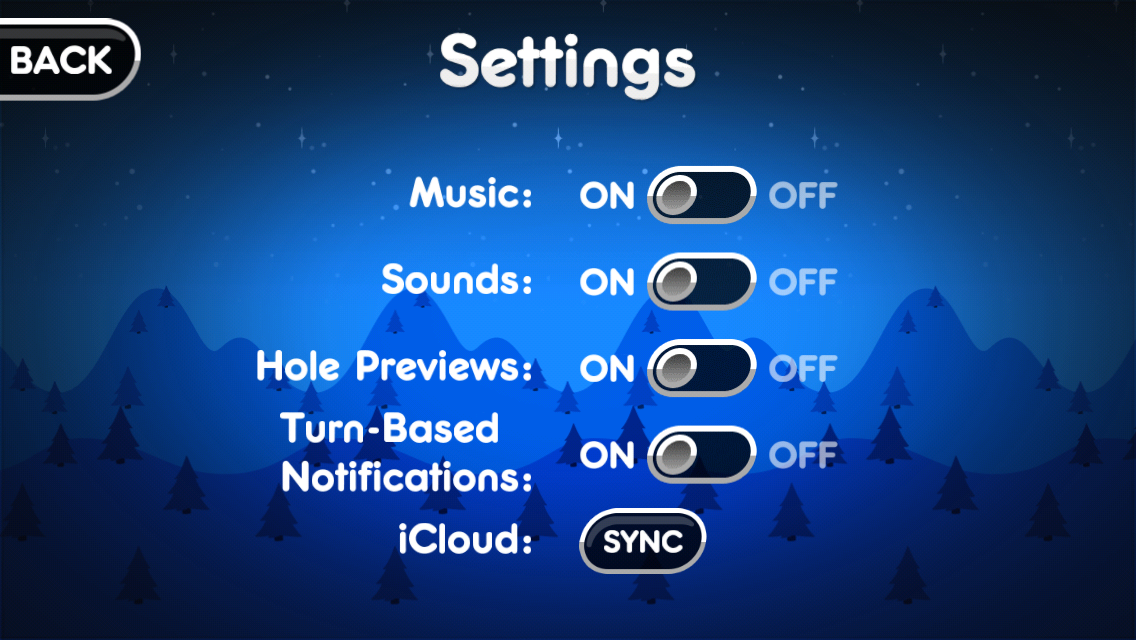 BACK
Settings
Music: ON OFF
Sounds: ON OFF
Hole Previews: ON OFF
Turn-Based
Notifications: ON OFF
iCloud: SYNC